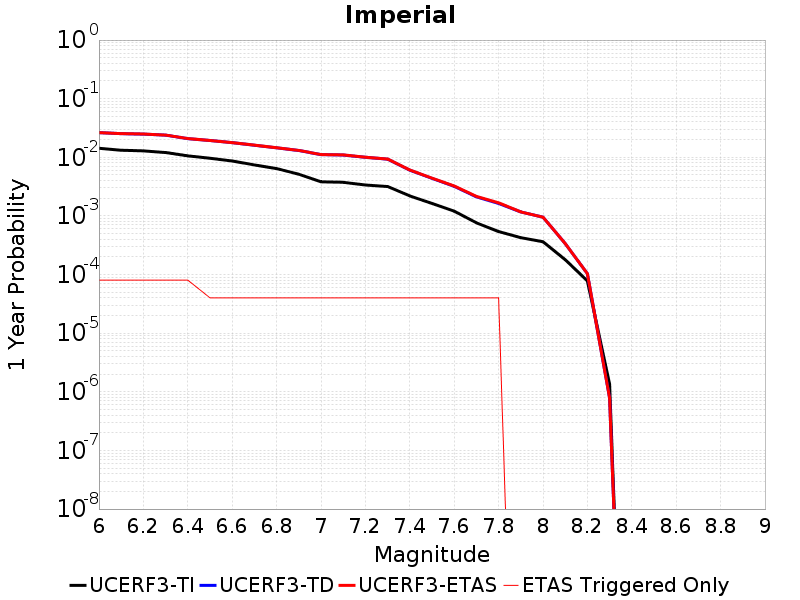 Imperial
10^0
10^-1
10^-2
10^-3
10^-4
10^-5
10^-6
10^-7
10^-8
1 Year Probability
6 6.2 6.4 6.6 6.8 7 7.2 7.4 7.6 7.8 8 8.2 8.4 8.6 8.8 9
Magnitude
UCERF3-TI UCERF3-TD UCERF3-ETAS ETAS Triggered Only